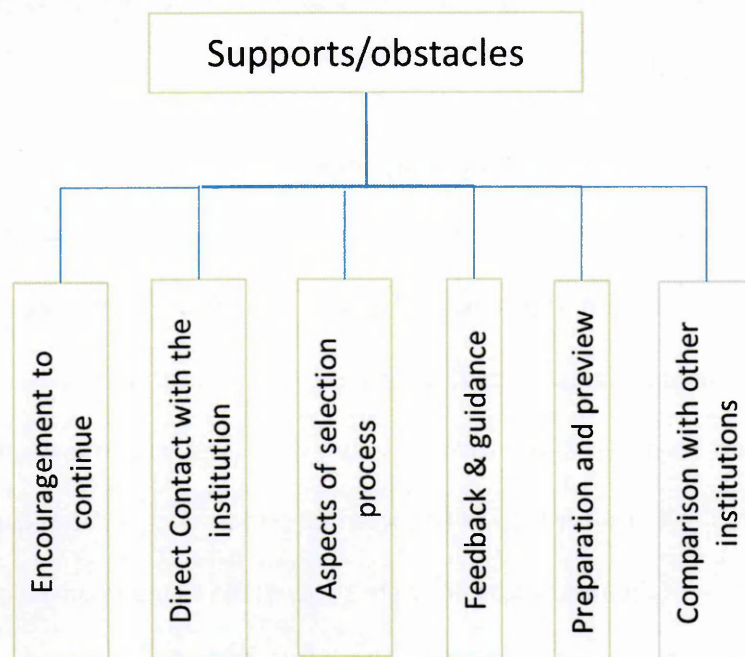 Supports/obstacles
Encouragement to
continue
Direct Contact with the
institution
Aspects of selection
process
Feedback & guidance
Preparation and preview
Comparison with other
institutions